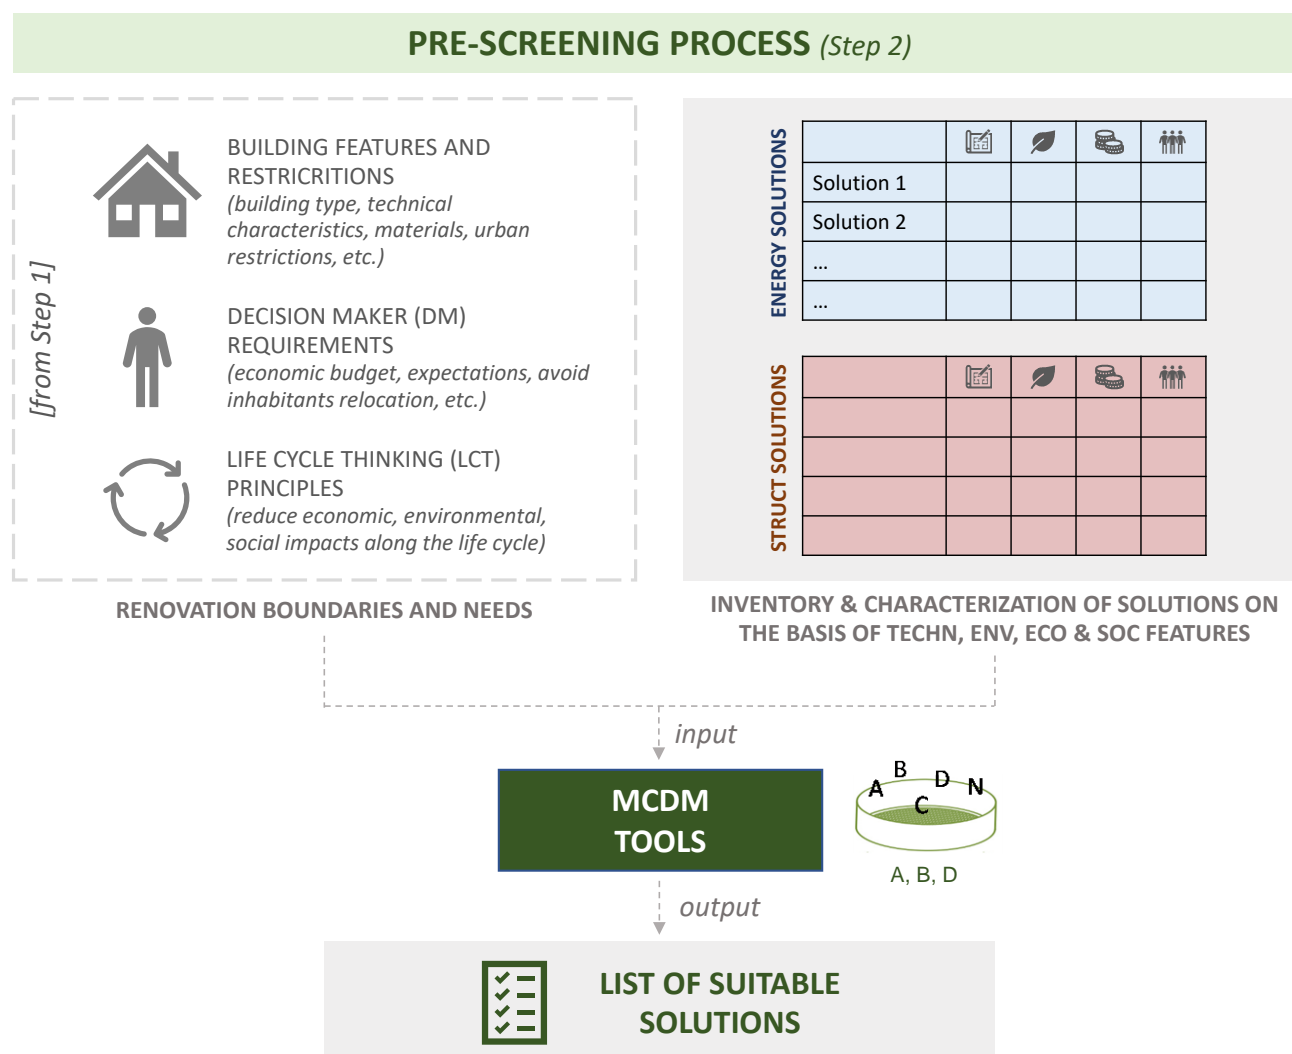 PRE-SCREENING PROCESS (Step 2)
[from Step 1]
BUILDING FEATURES AND
RESTRICRITIONS
(building type, technical
characteristics, materials, urban
restrictions, etc.)
DECISION MAKER (DM)
REQUIREMENTS
(economic budget, expectations, avoid
inhabitants relocation, etc.)
LIFE CYCLE THINKING (LCT)
PRINCIPLES
(reduce economic, environmental,
social impacts along the life cycle)
RENOVATION BOUNDARIES AND NEEDS
ENERGY SOLUTIONS
Solution 1
Solution 2
...
...
STRUCT SOLUTIONS
INVENTORY & CHARACTERIZATION OF SOLUTIONS ON
THE BASIS OF TECHN, ENV, ECO & SOC FEATURES
input
MCDM
TOOLS
A B C D N
A, B, D
output
LIST OF SUITABLE
SOLUTIONS